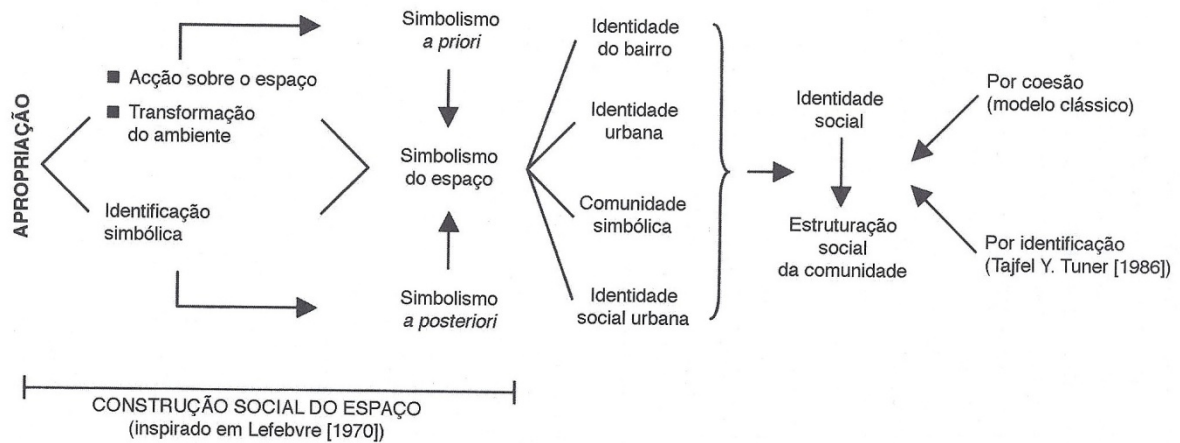 APROPRIAÇÃO
■ Acção sobre o espaço
■ Transformação
do ambiente
Identificação
simbólica
Simbolismo
a priori
Simbolismo
do espaço
Simbolismo
a posteriori
Identidade
do bairro
Identidade
urbana
Comunidade
simbólica
Identidade
social urbana
Identidade
social
Estruturação
social
da comunidade
Por coesão
(modelo clássico)
Por identificação
(Tajfel Y. Tuner [1986])
CONSTRUÇÃO SOCIAL DO ESPAÇO
(inspirado em Lefebvre [1970])